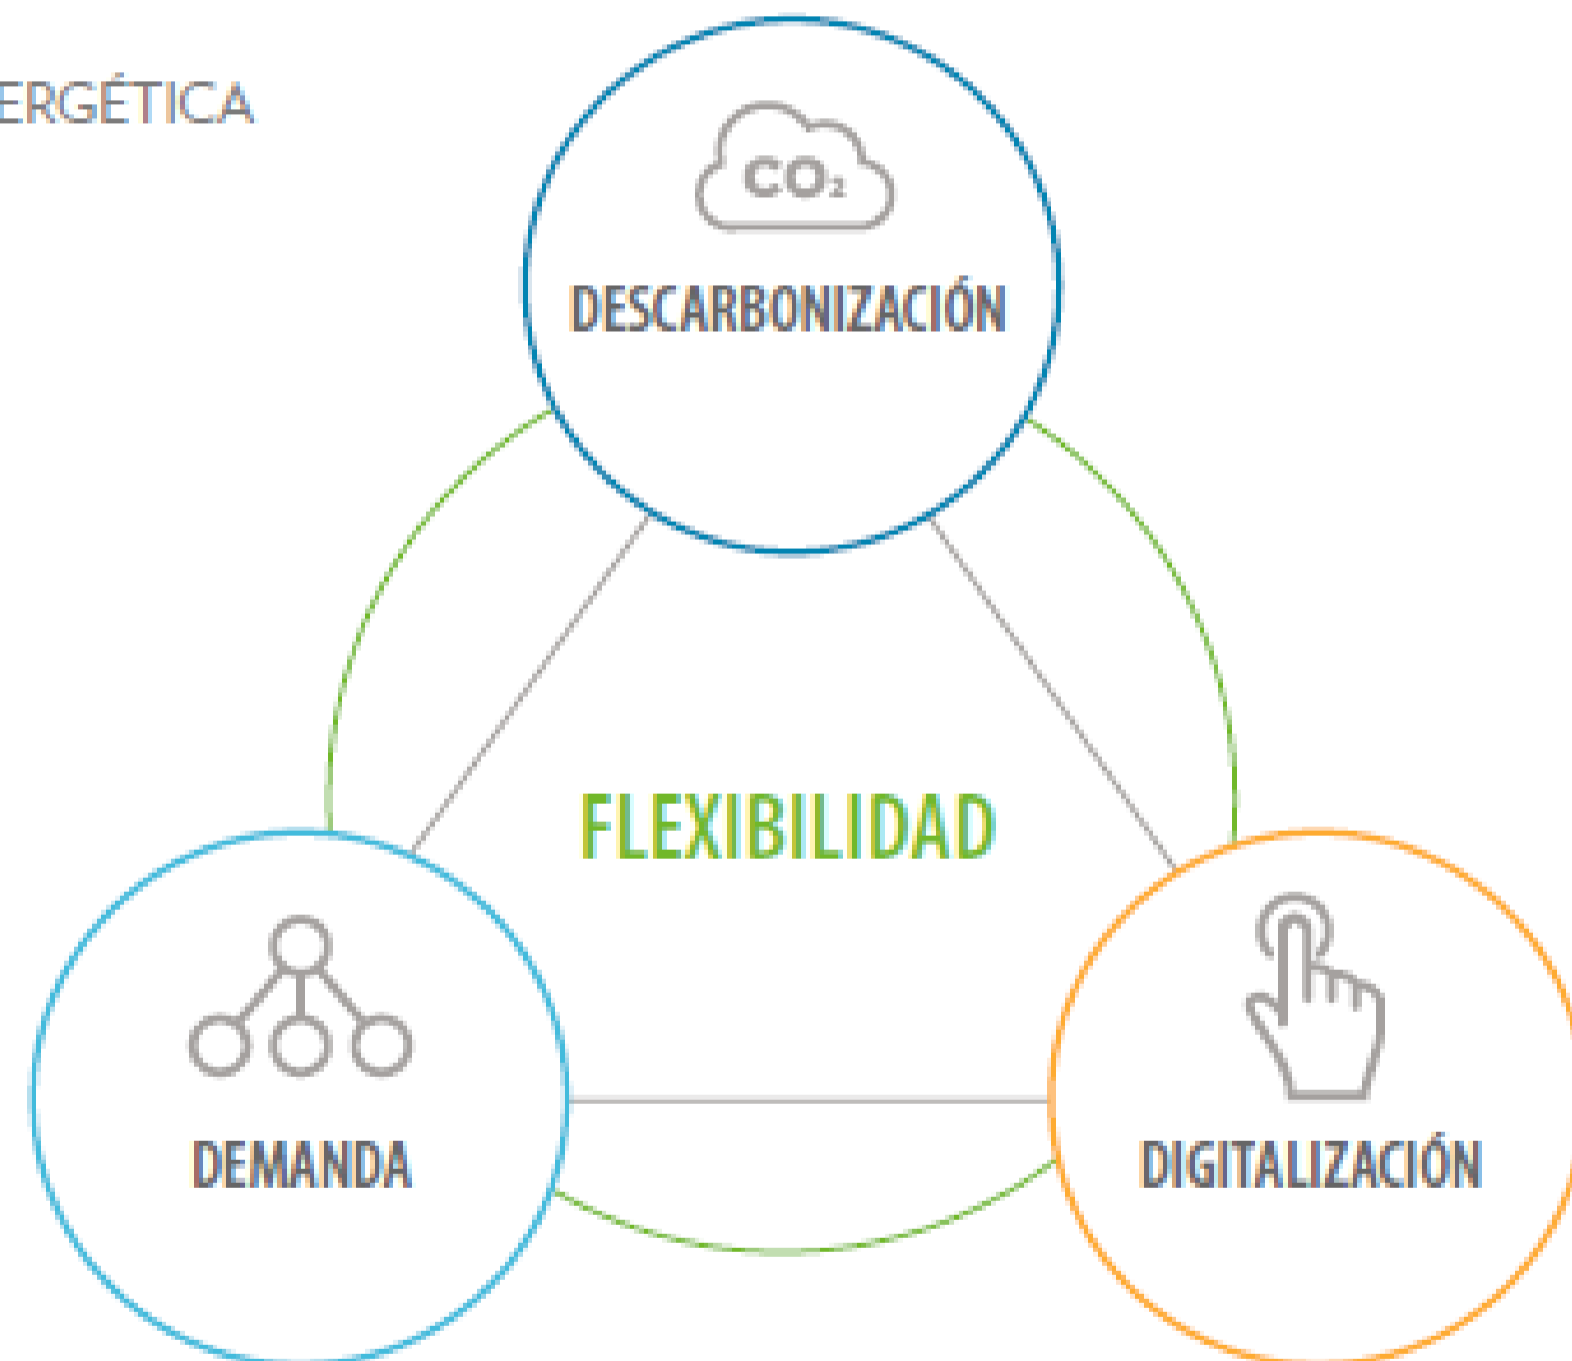 ERGÉTICA
CO₂
DESCARBONIZACIÓN
FLEXIBILIDAD
DEMANDA
DIGITALIZACIÓN